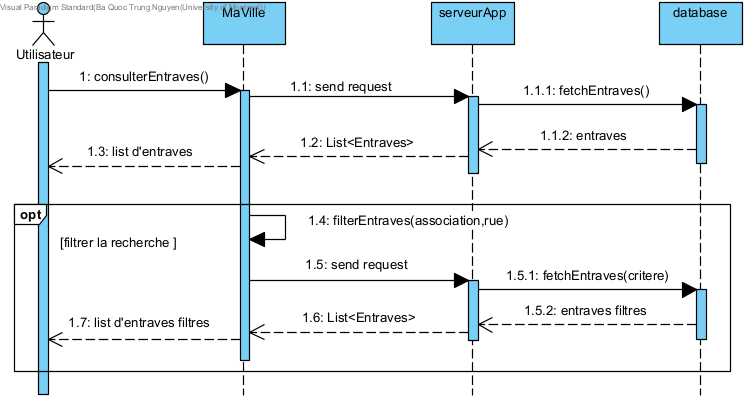 Visual Paradigm Standard(Ba Quoc Trung Nguyen(University of Montreal))
MaVille
serveurApp
database
Utilisateur
1: consulterEntraves()
1.1: send request
1.1.1: fetchEntraves()
1.1.2: entraves
1.2: List<Entraves>
1.3: list d'entraves
opt
[filtrer la recherche ]
1.4: filterEntraves(association,rue)
1.5: send request
1.5.1: fetchEntraves(critere)
1.5.2: entraves filtres
1.6: List<Entraves>
1.7: list d'entraves filtres